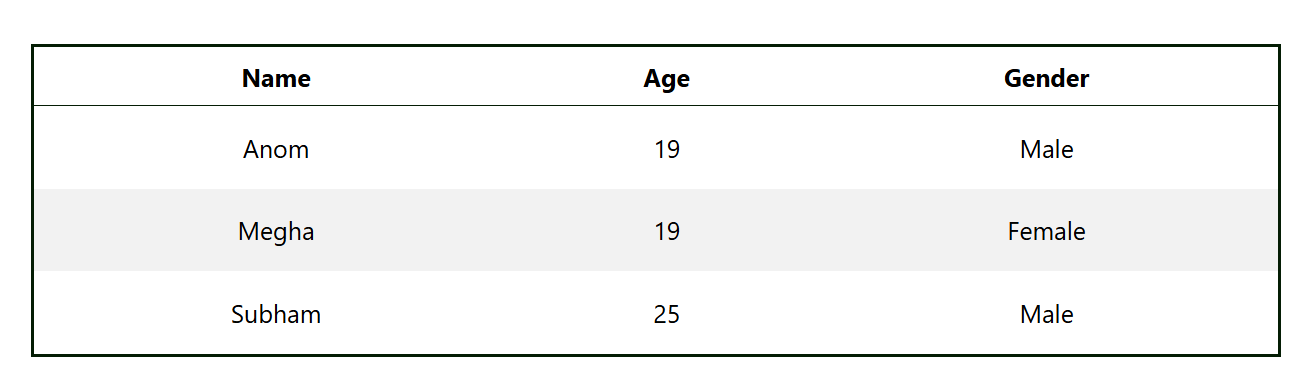 Name Age Gender
Anom 19 Male
Megha 19 Female
Subham 25 Male